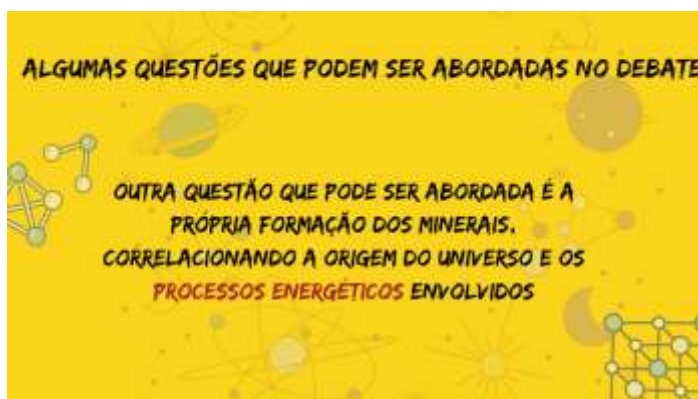 ALGUMAS QUESTÕES QUE PODEM SER ABORDADAS NO DEBATE
OUTRA QUESTÃO QUE PODE SER ABORDADA É A
PRÓPRIA FORMAÇÃO DOS MINERAIS,
CORRELACIONANDO A ORIGEM DO UNIVERSO E OS
PROCESSOS ENERGÉTICOS ENVOLVIDOS